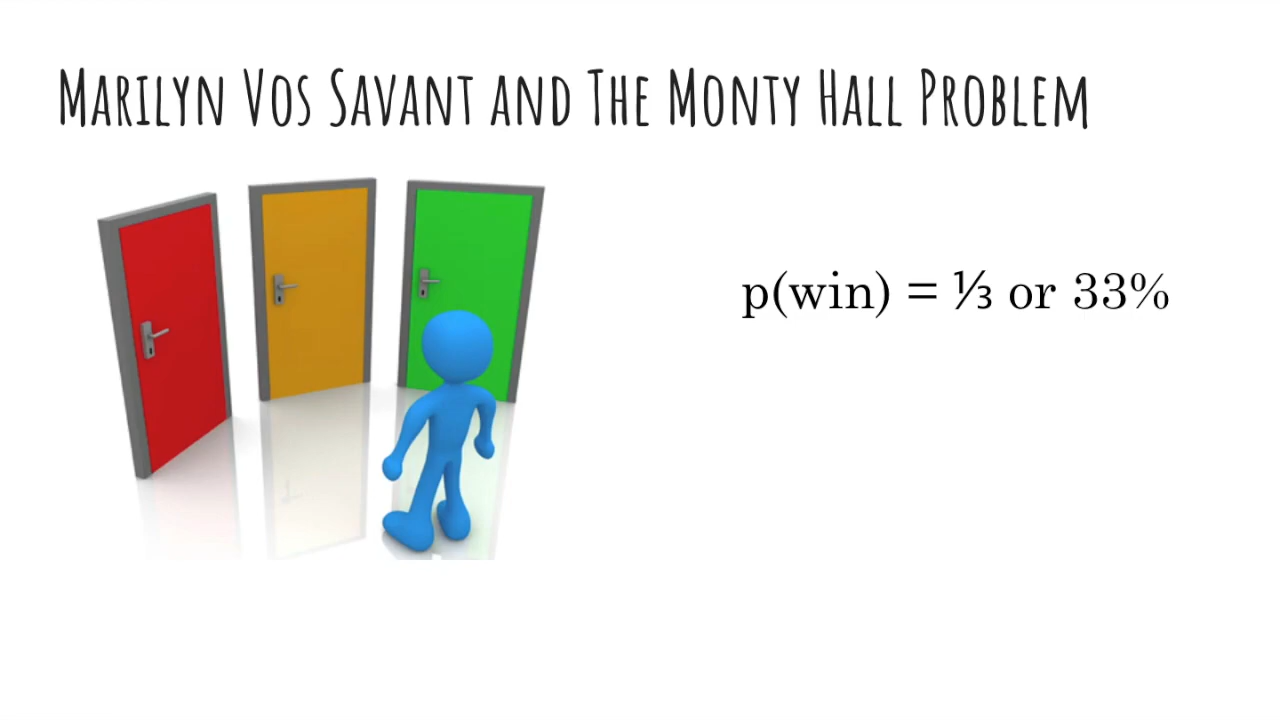 Marilyn Vos Savant and The Monty Hall Problem
p(win) = ⅓ or 33%